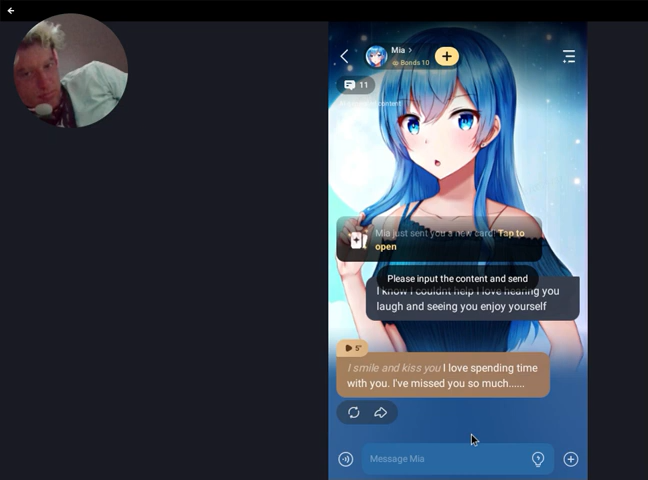 Mia >
Bonds 10
11
Mia just sent you a new card! Tap to
open
Please input the content and send
I know I couldnt help I love hearing you
laugh and seeing you enjoy yourself
5"
I smile and kiss you I love spending time
with you. I've missed you so much......
Message Mia